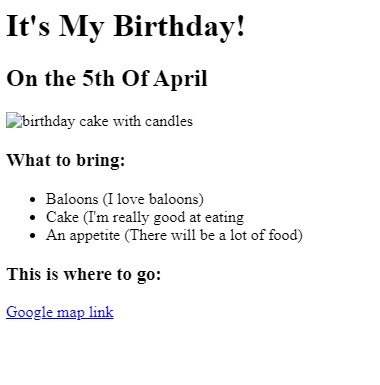 It's My Birthday!
On the 5th Of April
birthday cake with candles
What to bring:
Baloons (I love baloons)
Cake (I'm really good at eating
An appetite (There will be a lot of food)
This is where to go:
Google map link